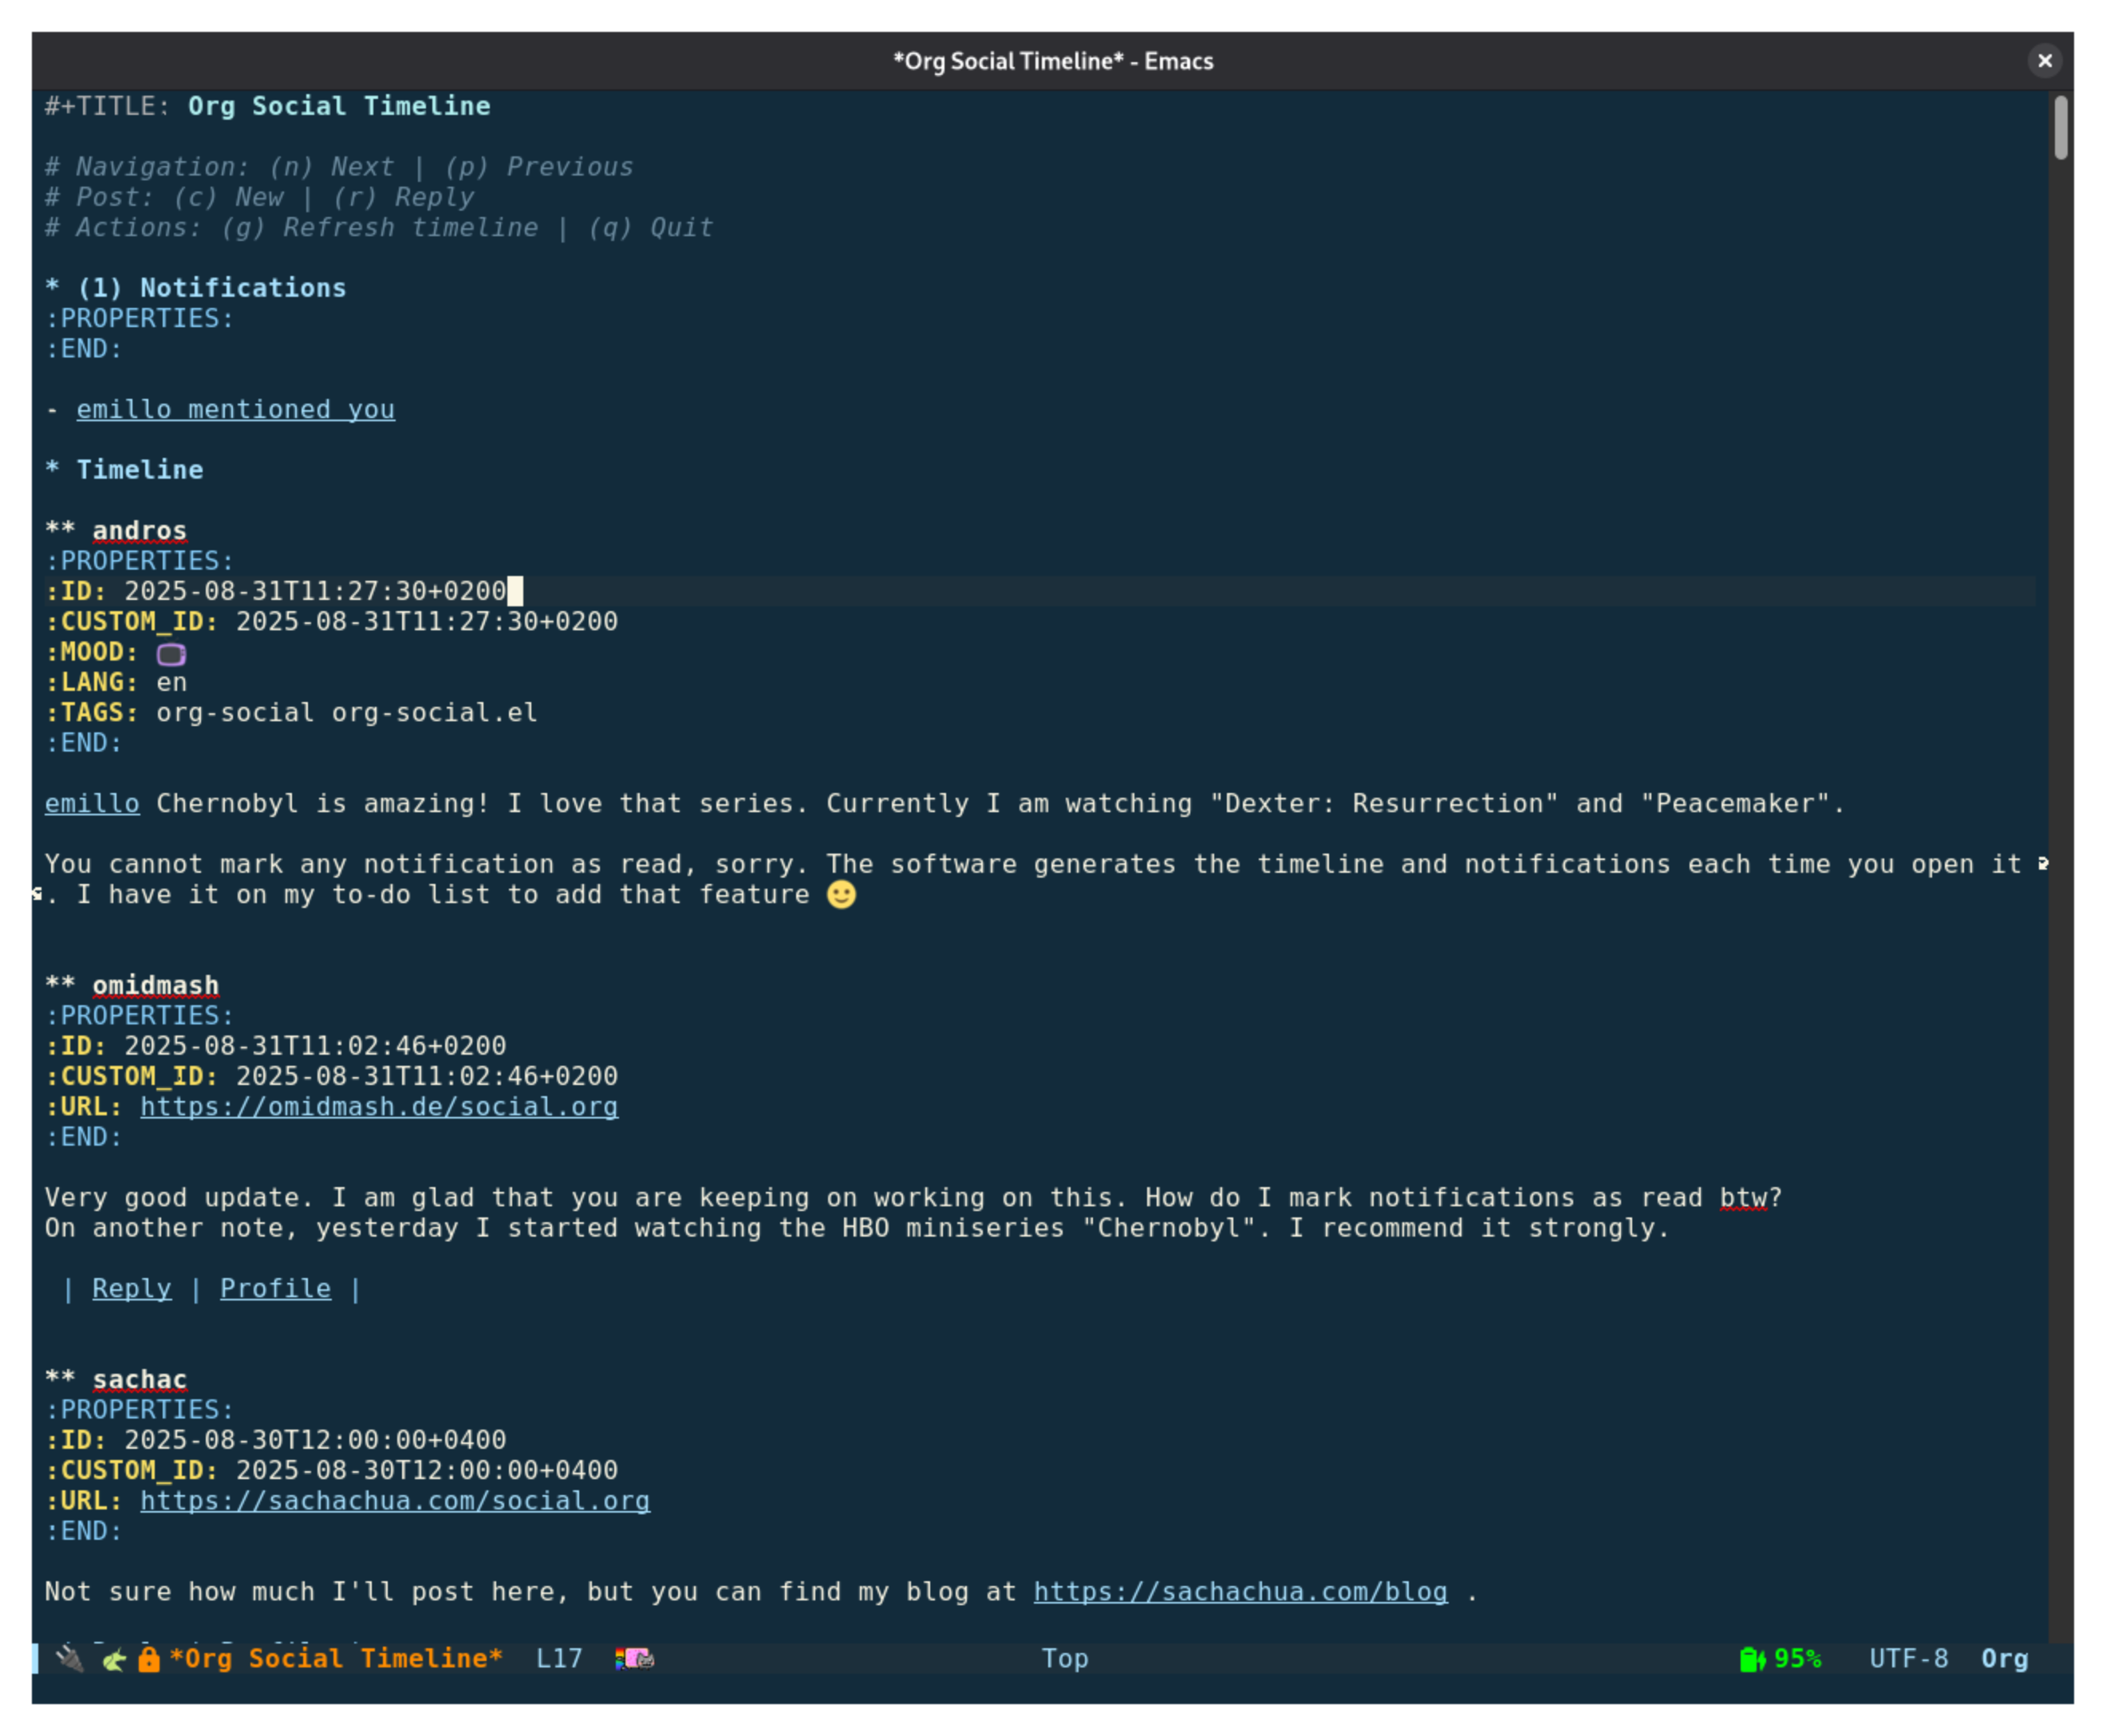 *Org Social Timeline* - Emacs
#+TITLE: Org Social Timeline
# Navigation: (n) Next | (p) Previous
# Post: (c) New | (r) Reply
# Actions: (g) Refresh timeline | (q) Quit
* (1) Notifications
:PROPERTIES:
:END:
- emillo mentioned you
* Timeline
** andros
:PROPERTIES:
:ID: 2025-08-31T11:27:30+0200
:CUSTOM_ID: 2025-08-31T11:27:30+0200
:MOOD: 📺
:LANG: en
:TAGS: org-social org-social.el
:END:
emillo Chernobyl is amazing! I love that series. Currently I am watching "Dexter: Resurrection" and "Peacemaker".
You cannot mark any notification as read, sorry. The software generates the timeline and notifications each time you open it
. I have it on my to-do list to add that feature 🙂
** omidmash
:PROPERTIES:
:ID: 2025-08-31T11:02:46+0200
:CUSTOM_ID: 2025-08-31T11:02:46+0200
:URL: https://omidmash.de/social.org
:END:
Very good update. I am glad that you are keeping on working on this. How do I mark notifications as read btw?
On another note, yesterday I started watching the HBO miniseries "Chernobyl". I recommend it strongly.
| Reply | Profile |
** sachac
:PROPERTIES:
:ID: 2025-08-30T12:00:00+0400
:CUSTOM_ID: 2025-08-30T12:00:00+0400
:URL: https://sachachua.com/social.org
:END:
Not sure how much I'll post here, but you can find my blog at https://sachachua.com/blog .
*Org Social Timeline* L17 Top 95% UTF-8 Org